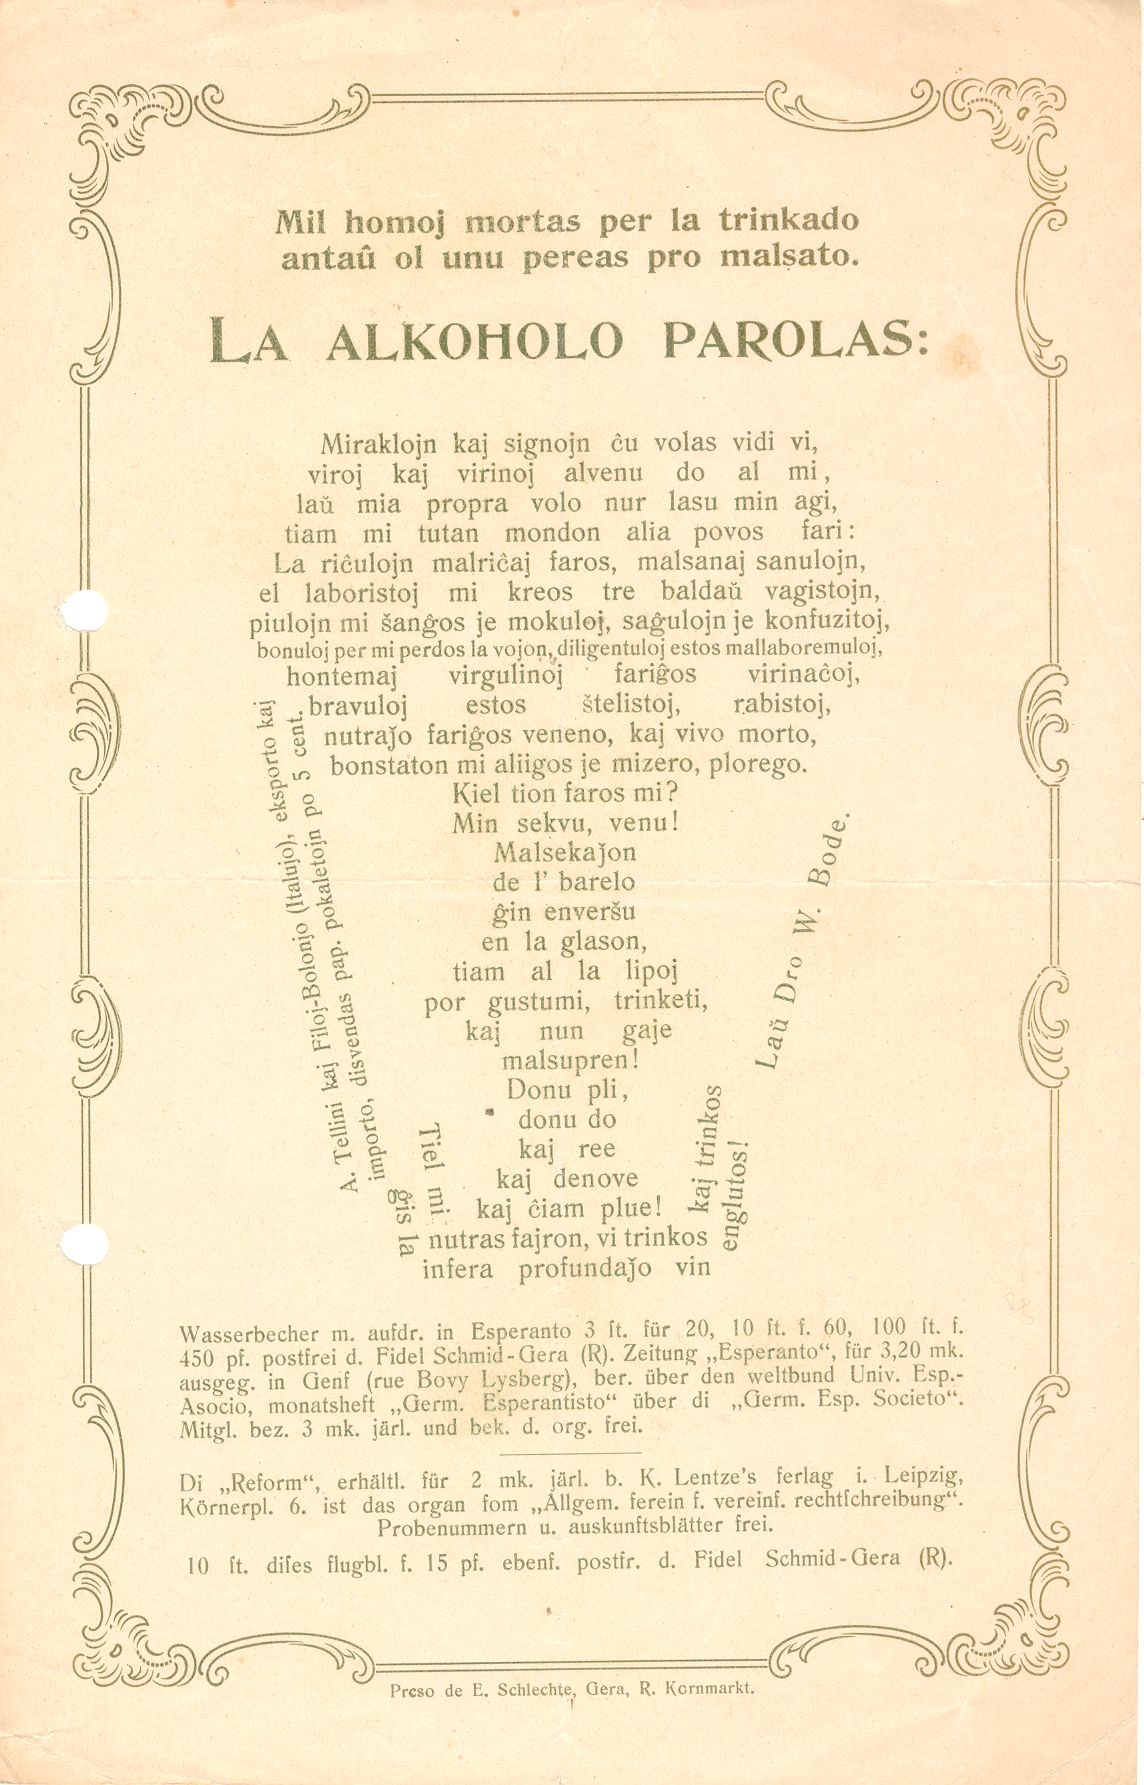 Mil homoj mortas per la trinkado
antaŭ ol unu pereas pro malsato.
LA ALKOHOLO PAROLAS:
Miraklojn kaj signojn ĉu volas vidi vi,
viroj kaj virinoj alvenu do al mi,
laŭ mia propra volo nur lasu min agi,
tiam mi tutan mondon alia povos fari:
La riĉulojn malriĉaj faros, malsanaj sanulojn,
el laboristoj mi kreos tre baldaŭ vagistojn,
piulojn mi ŝanĝos je mokuloj, saĝulojn je konfuzitoj,
bonuloj per mi perdos la vojon, diligentuloj estos mallaboremuloj,
hontemaj virgulinoj fariĝos virinaĉoj,
bravuloj estos ŝtelistoj, rabistoj,
nutraĵo fariĝos veneno, kaj vivo morto,
bonstaton mi aliigos je mizero, plorego.
Kiel tion faros mi?
Min sekvu, venu!
Malsekaĵon
de l' barelo
ĝin enverŝu
en la glason,
tiam al la lipoj
por gustumi, trinketi,
kaj nun gaje
malsupren!
Donu pli,
donu do
kaj ree
kaj denove
kaj ĉiam plue!
Tiel mi
nutras fajron, vi trinkos
kaj trinkos
ĝis la
infera profundaĵo vin
englutos!
Laŭ Dro W. Bode.
A. Tellini kaj Filoj-Bolonjo (Italujo), eksporto kaj
importo, disvendas pap. pokaletojn po 5 cent.
Wasserbecher m. aufdr. in Esperanto 3 ſt. für 20, 10 ſt. f. 60, 100 ſt. f.
450 pf. postfrei d. Fidel Schmid-Gera (R). Zeitung „Esperanto“, für 3,20 mk.
ausgeg. in Genf (rue Bovy Lysberg), ber. über den weltbund Univ. Esp.-
Asocio, monatsheft „Germ. Esperantisto“ über di „Germ. Esp. Societo“.
Mitgl. bez. 3 mk. järl. und bek. d. org. frei.
Di „Reform“, erhältl. für 2 mk. järl. b. K. Lentze's ferlag i. Leipzig,
Körnerpl. 6. ist das organ fom „Allgem. ferein f. vereinf. rechtſchreibung“.
Probenummern u. auskunftsblätter frei.
10 ſt. diſes flugbl. f. 15 pf. ebenf. postfr. d. Fidel Schmid-Gera (R).
Preso de E. Schlechte, Gera, R. Kornmarkt.